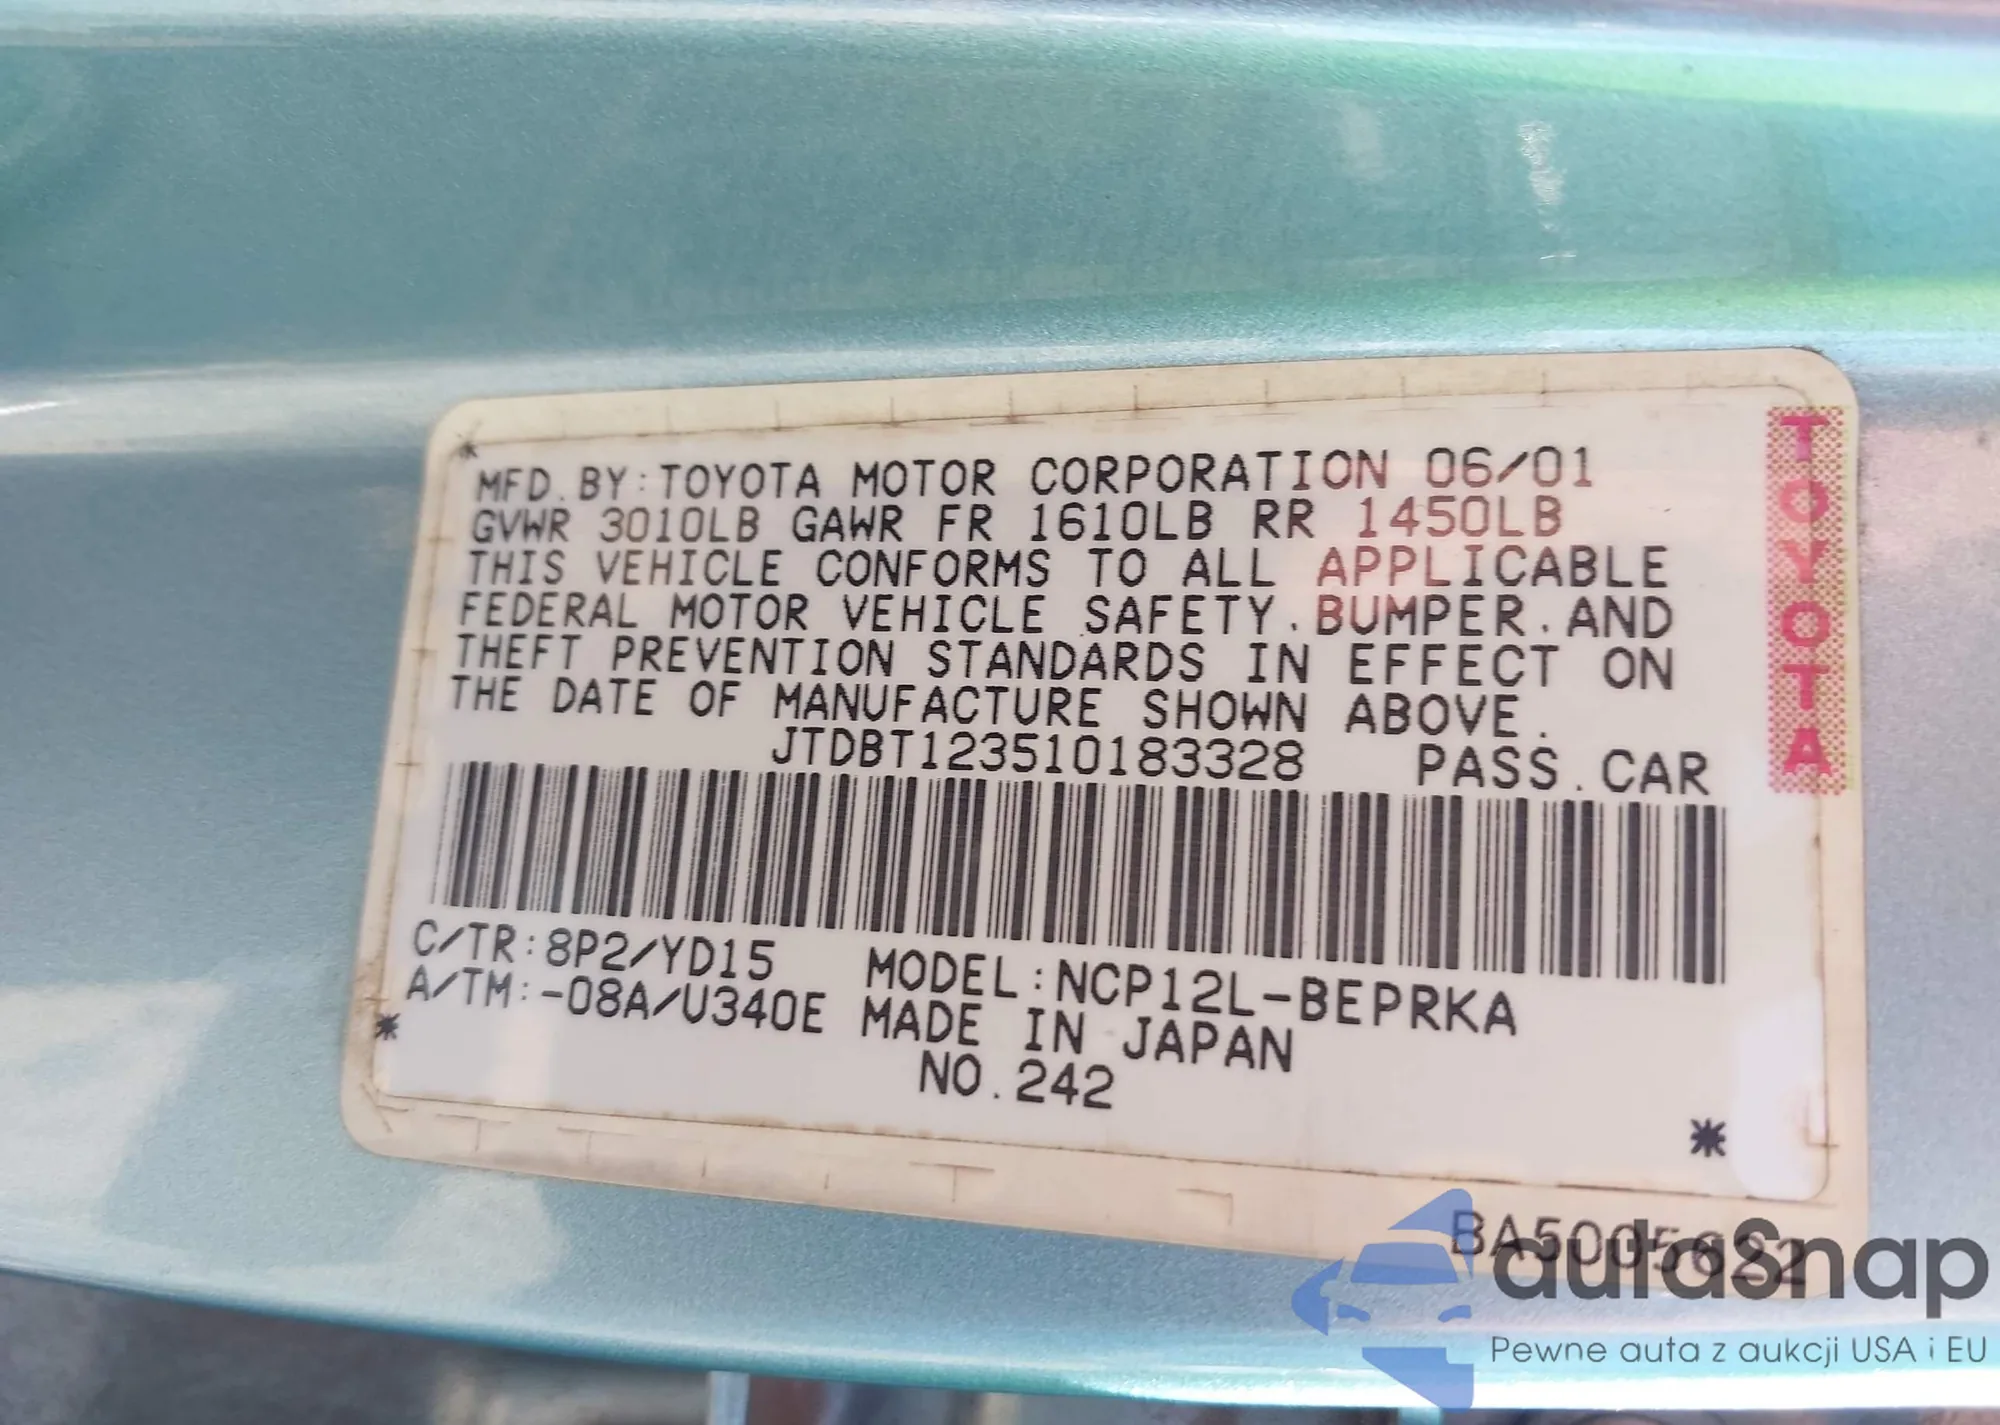 MFD. BY: TOYOTA MOTOR CORPORATION 06/01
GVWR 3010LB GAWR FR 1610LB RR 1450LB
THIS VEHICLE CONFORMS TO ALL APPLICABLE
FEDERAL MOTOR VEHICLE SAFETY. BUMPER. AND
THEFT PREVENTION STANDARDS IN EFFECT ON
THE DATE OF MANUFACTURE SHOWN ABOVE.
JTDBT123510183328 PASS. CAR
C/TR: 8P2/YD15 MODEL: NCP12L-BEPRKA
A/TM: -08A/U340E MADE IN JAPAN
NO. 242
TOYOTA
BA5005622
autaSnap
Pewne auta z aukcji USA i EU